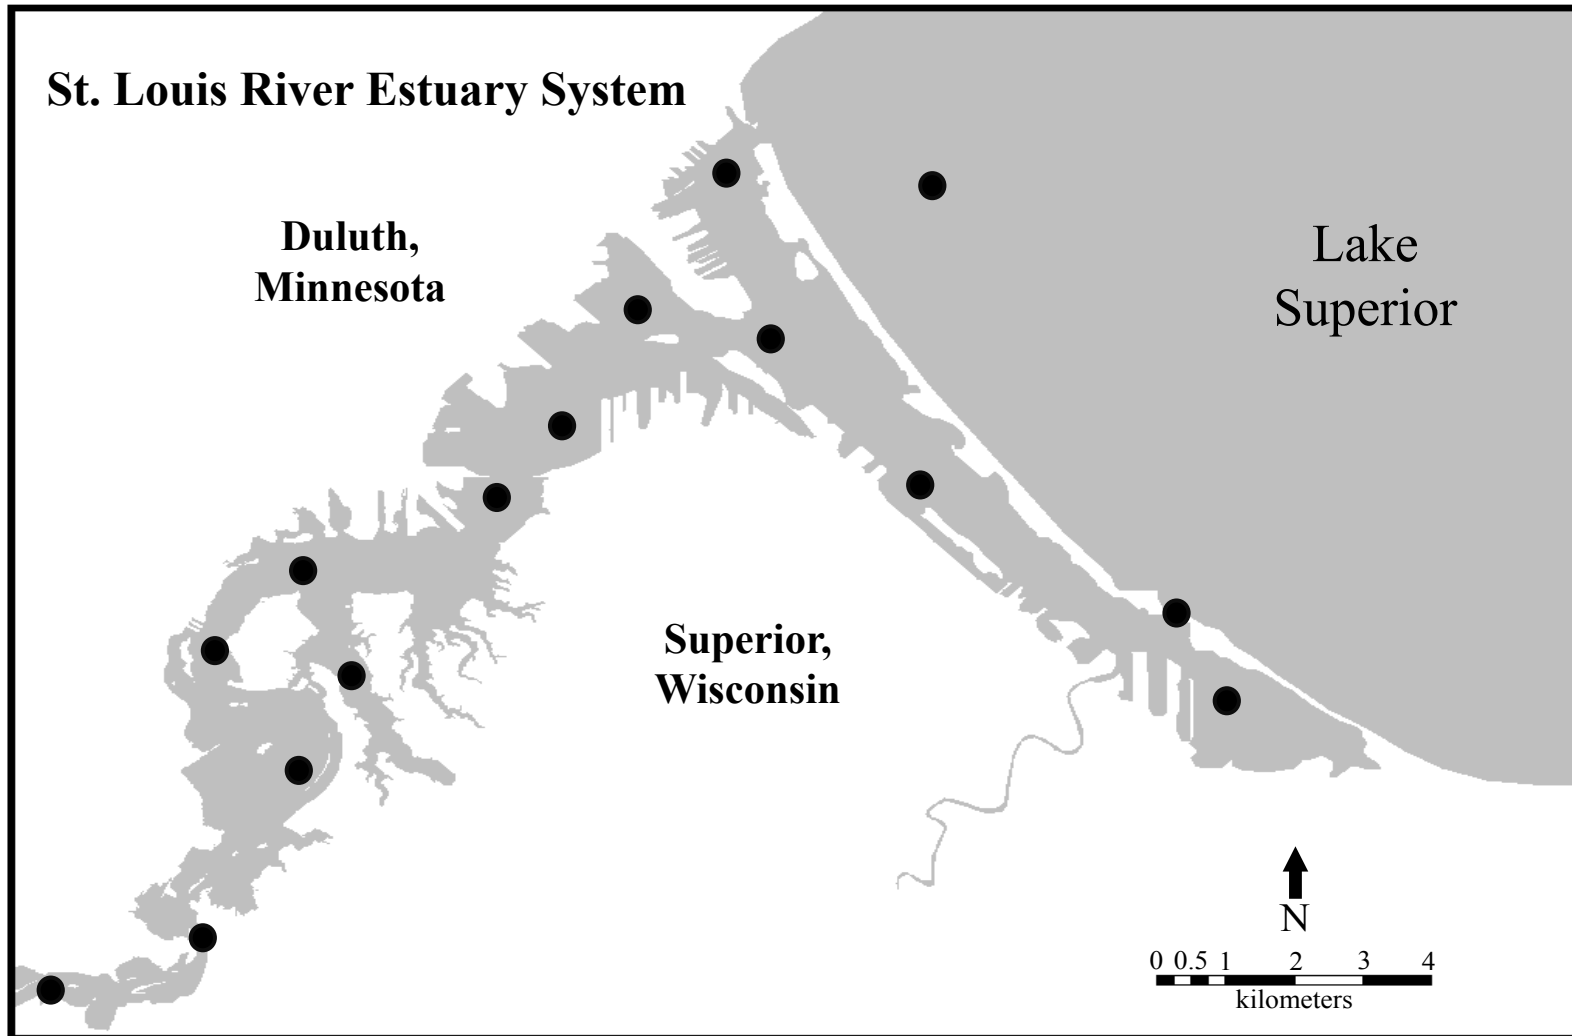 St. Louis River Estuary System
Duluth,
Minnesota
Lake
Superior
Superior,
Wisconsin
N
0 0.5 1 2 3 4
kilometers